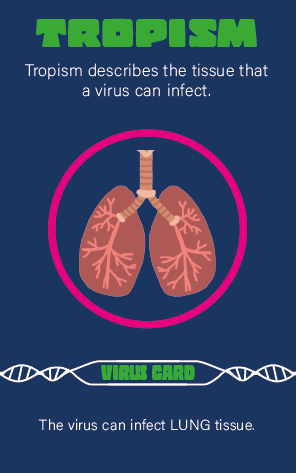 TROPISM
Tropism describes the tissue that
a virus can infect.
VIRUS CARD
The virus can infect LUNG tissue.